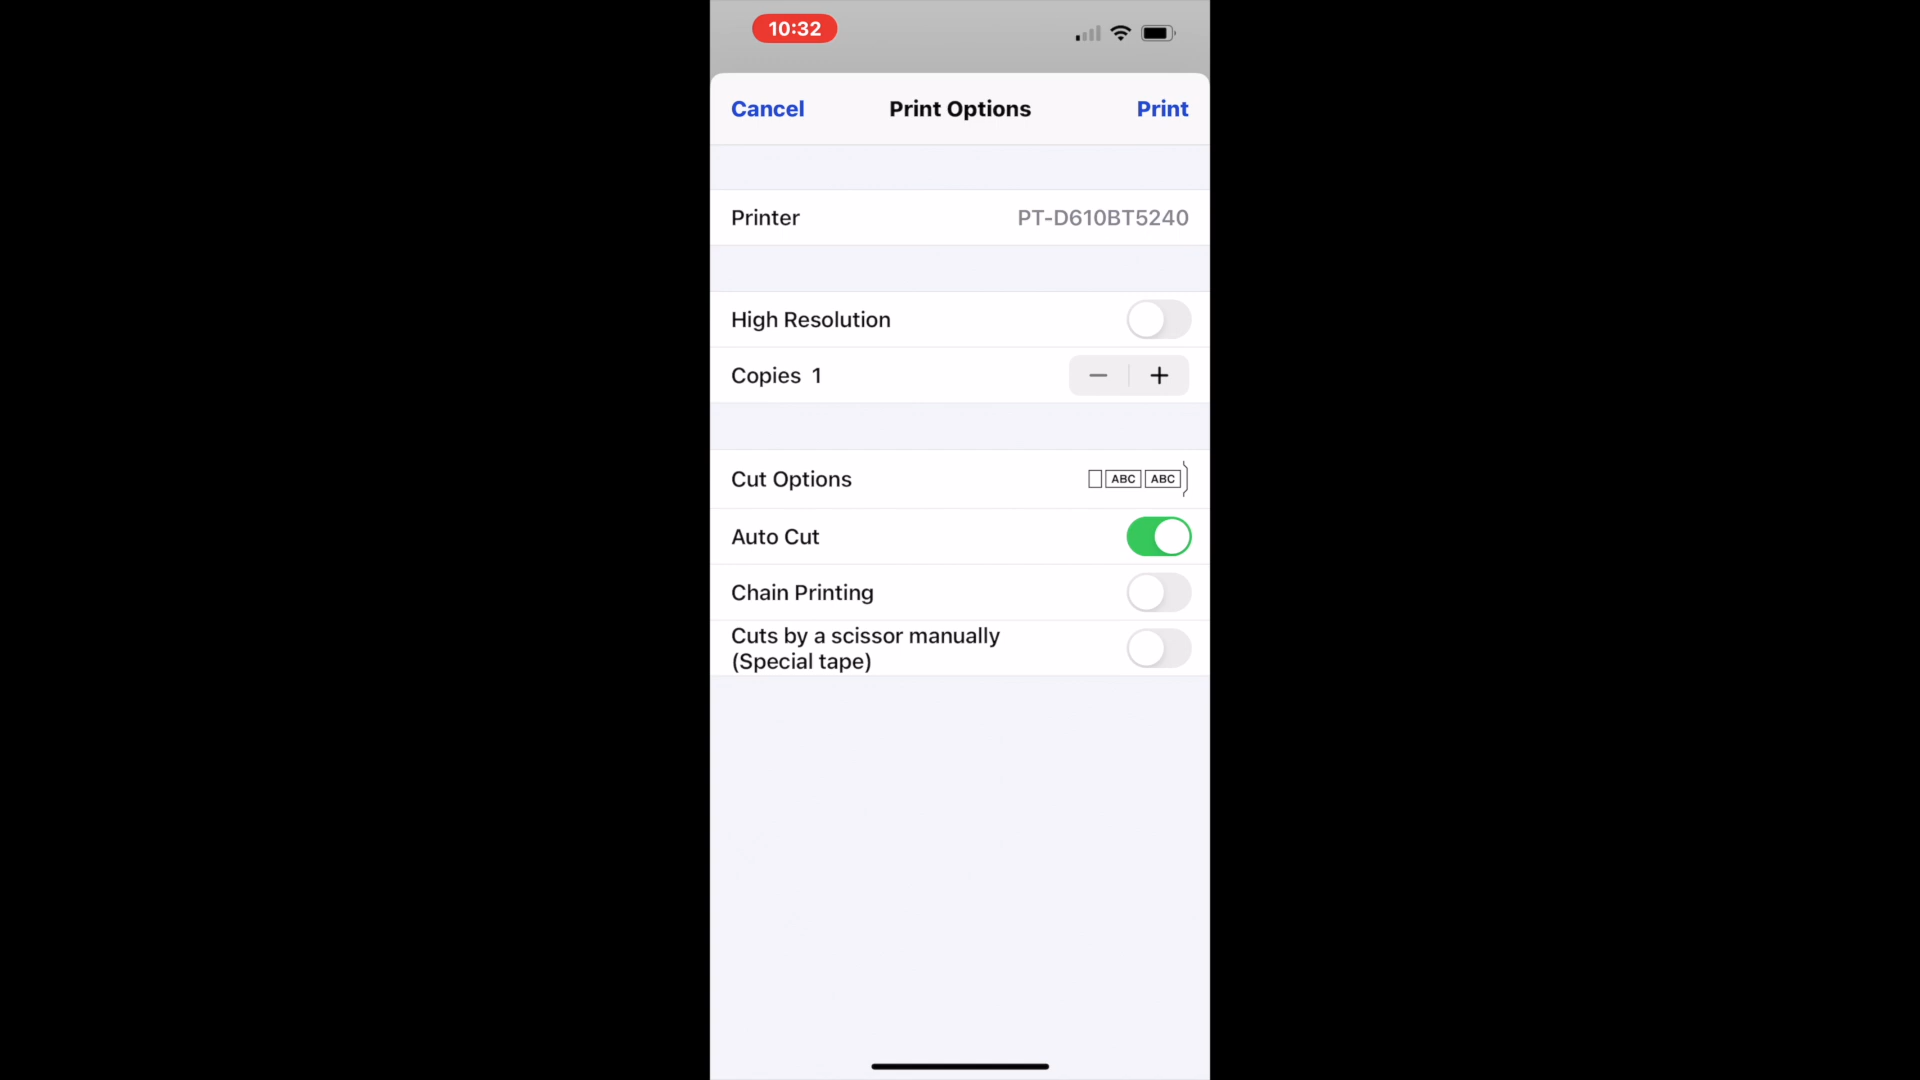 10:32
Cancel Print Options Print
Printer PT-D610BT5240
High Resolution
Copies 1
Cut Options ABC ABC
Auto Cut
Chain Printing
Cuts by a scissor manually
(Special tape)